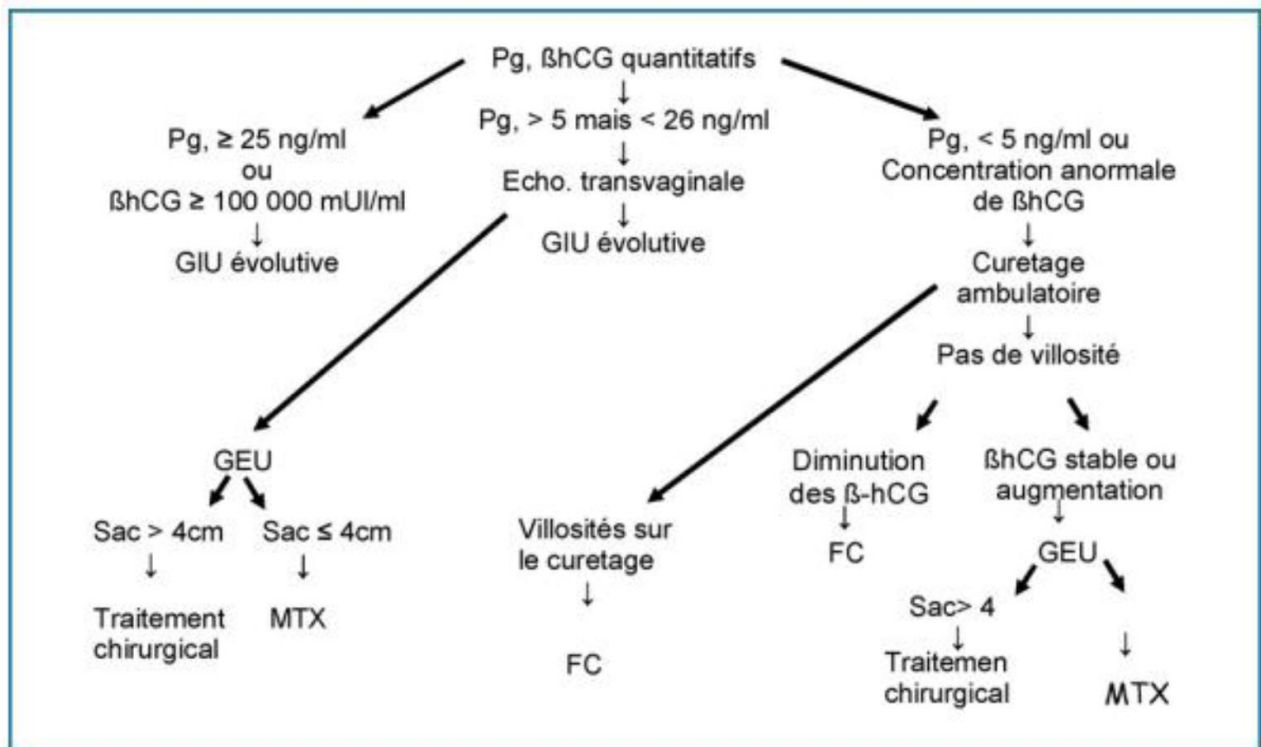 Pg, ßhCG quantitatifs
Pg, ≥ 25 ng/ml
ou
ßhCG ≥ 100 000 mUI/ml
↓
GIU évolutive
↓
Pg, > 5 mais < 26 ng/ml
↓
Echo. transvaginale
↓
GIU évolutive
Pg, < 5 ng/ml ou
Concentration anormale
de ßhCG
↓
Curetage
ambulatoire
↓
Pas de villosité
GEU
Sac > 4cm
↓
Traitement
chirurgical
Sac ≤ 4cm
↓
MTX
Villosités sur
le curetage
↓
FC
Diminution
des ß-hCG
↓
FC
ßhCG stable ou
augmentation
↓
GEU
Sac> 4
↓
Traitemen
chirurgical
↓
MTX